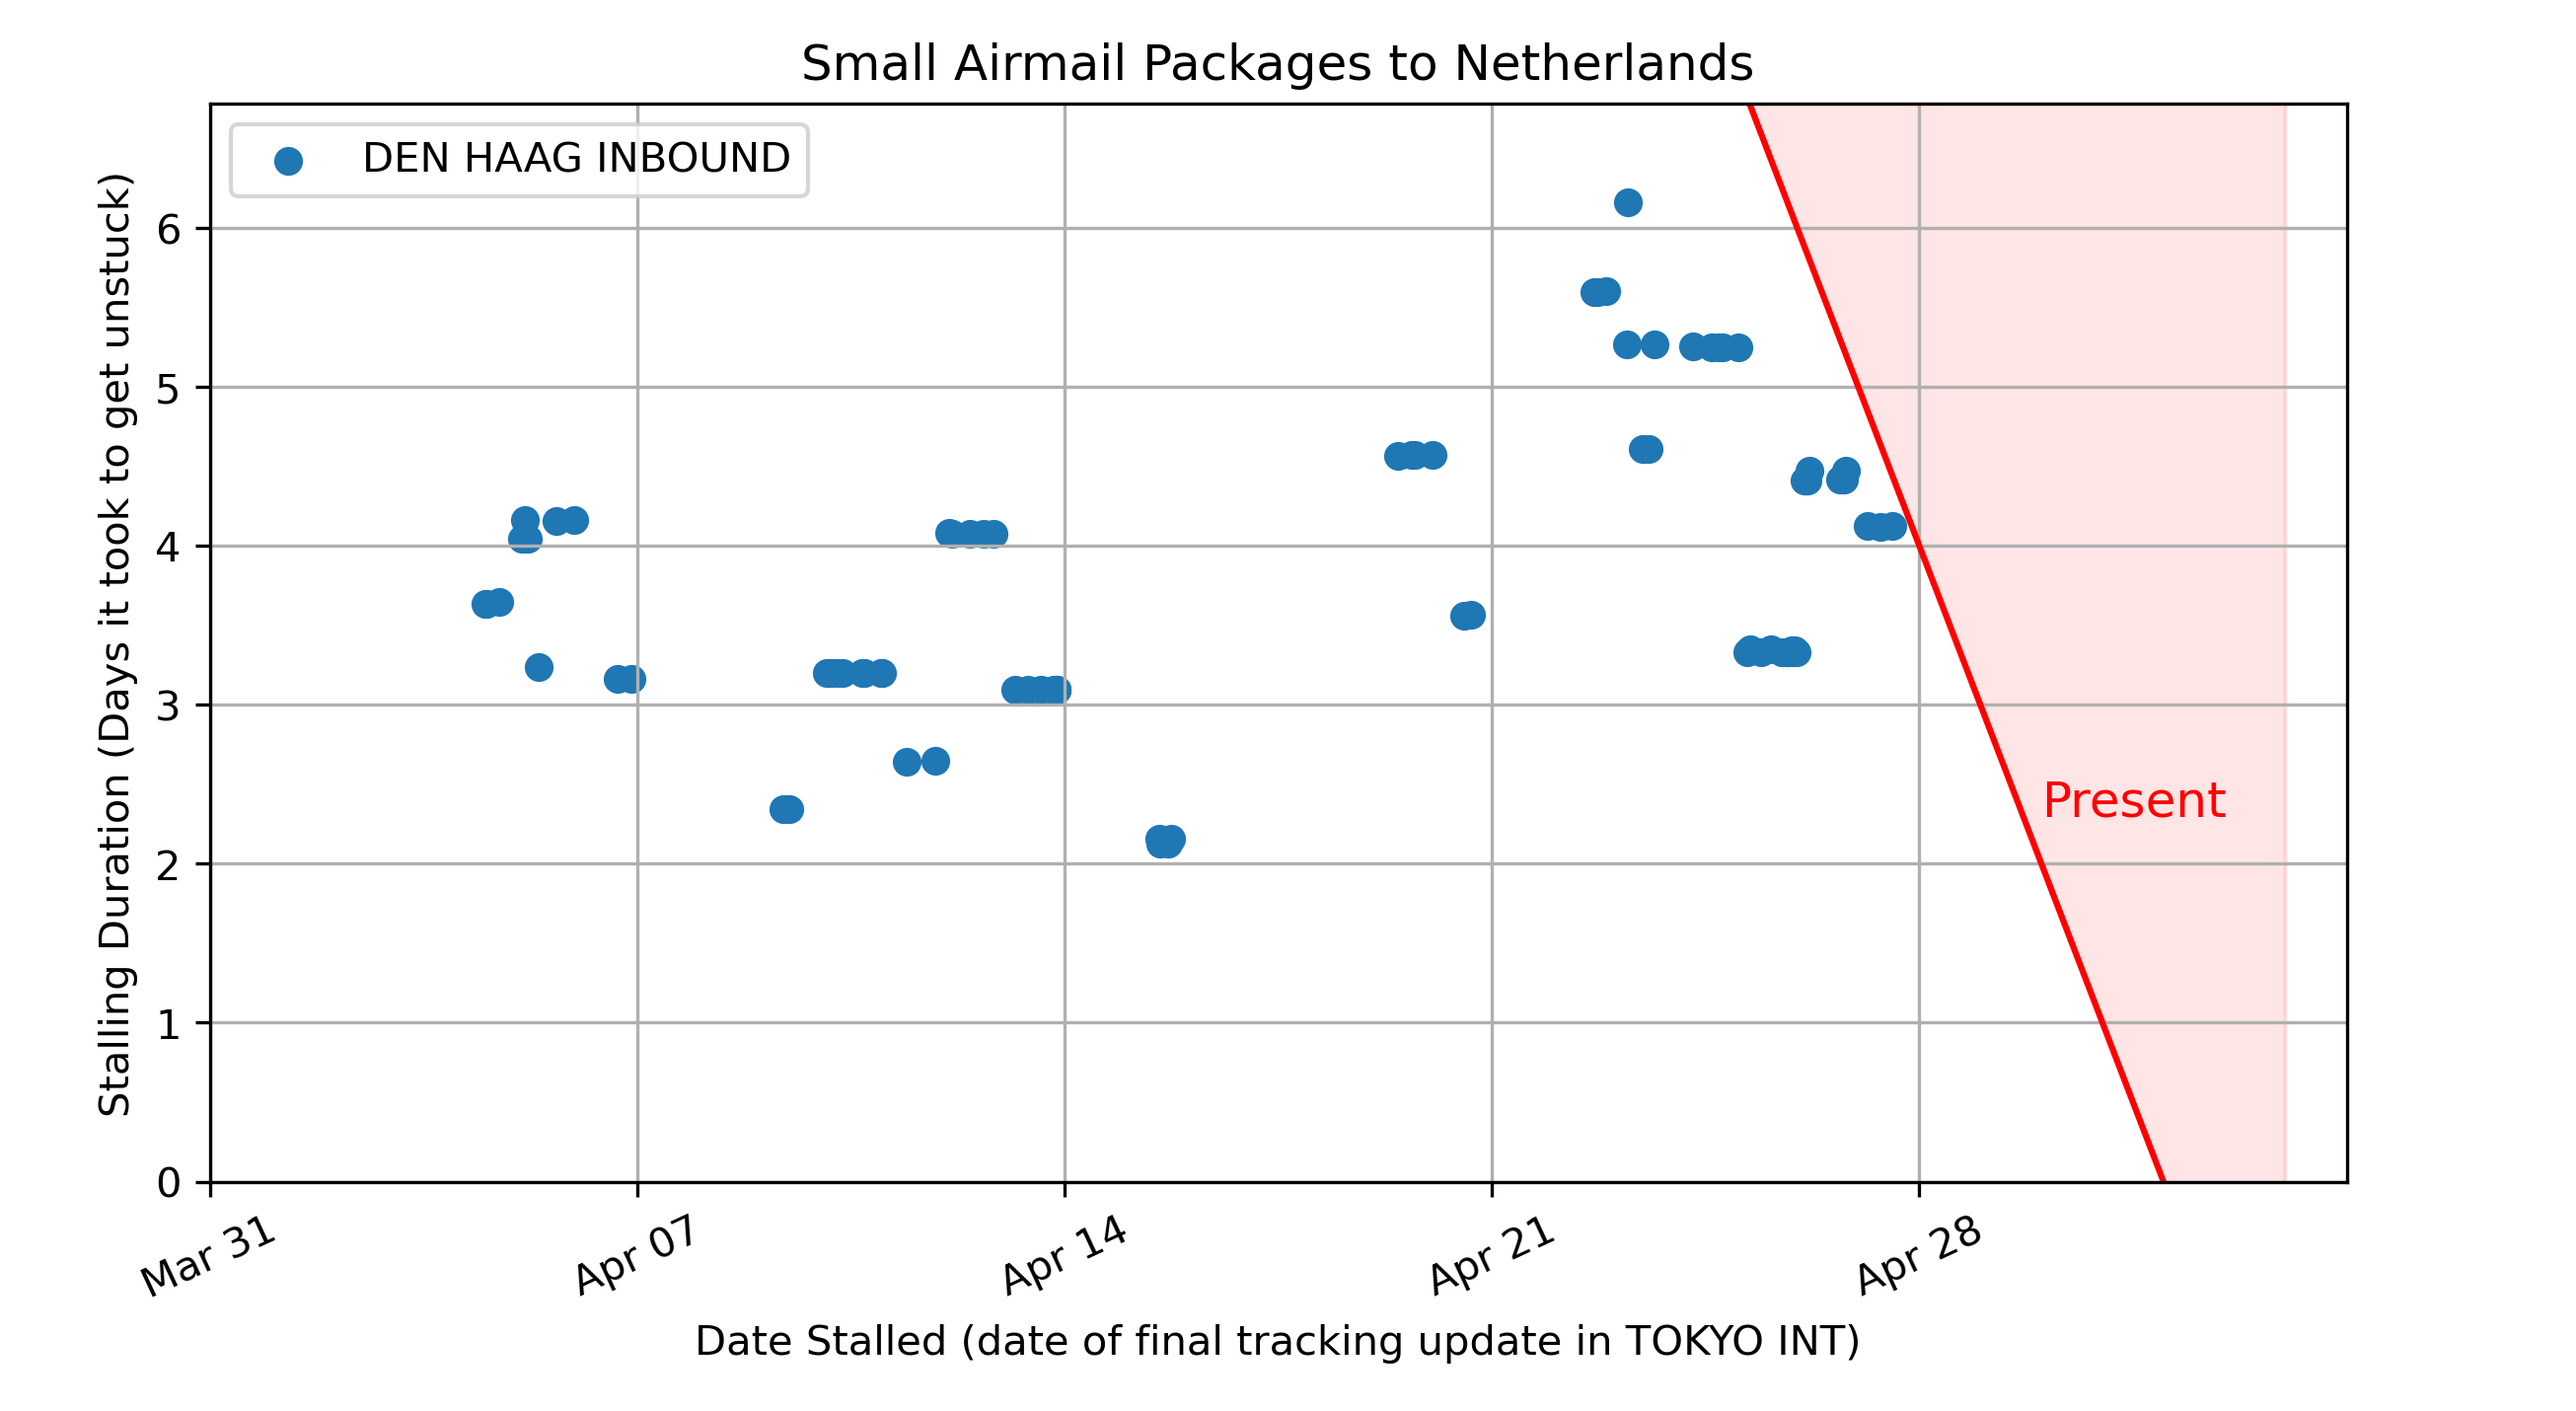 Small Airmail Packages to Netherlands
DEN HAAG INBOUND
Stalling Duration (Days it took to get unstuck)
6
5
4
3
2
1
0
Present
Mar 31
Apr 07
Apr 14
Apr 21
Apr 28
Date Stalled (date of final tracking update in TOKYO INT)